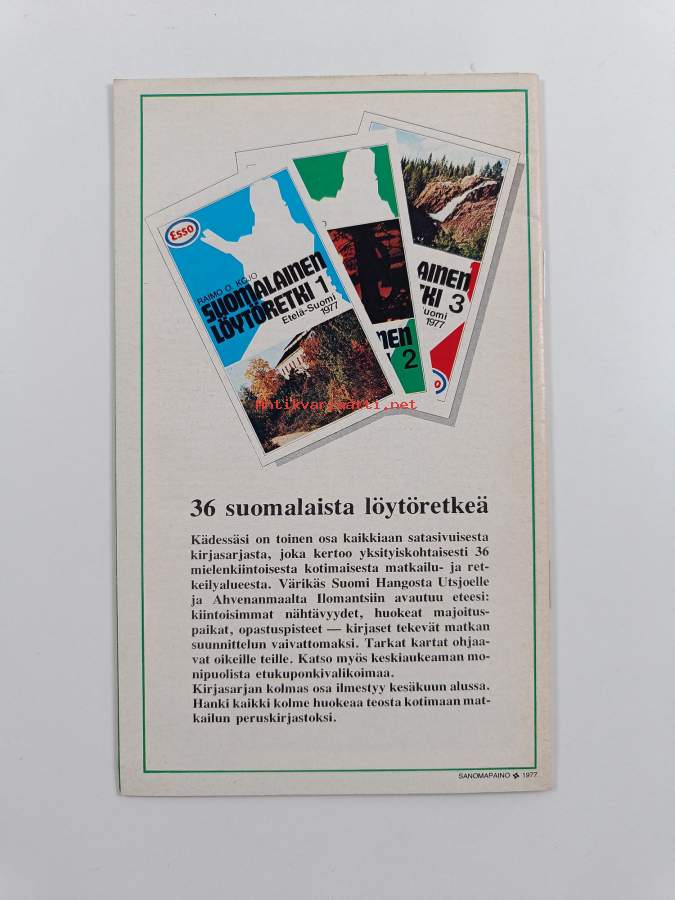 Esso
RAIMO O. KOJO
SUOMALAINEN
LÖYTÖRETKI 1
Etelä-Suomi
1977
MEN
2
AINEN
TKI 3
uomi
1977
Esso
Antikvariaatti.net
36 suomalaista löytöretkeä
Kädessäsi on toinen osa kaikkiaan satasivuisesta
kirjasarjasta, joka kertoo yksityiskohtaisesti 36
mielenkiintoisesta kotimaisesta matkailu- ja ret-
keilyalueesta. Värikäs Suomi Hangosta Utsjoelle
ja Ahvenanmaalta Ilomantsiin avautuu eteesi:
kiintoisimmat nähtävyydet, huokeat majoitus-
paikat, opastuspisteet — kirjaset tekevät matkan
suunnittelun vaivattomaksi. Tarkat kartat ohjaa-
vat oikeille teille. Katso myös keskiaukeaman mo-
nipuolista etukuponkivalikoimaa.
Kirjasarjan kolmas osa ilmestyy kesäkuun alussa.
Hanki kaikki kolme huokeaa teosta kotimaan mat-
kailun peruskirjastoksi.
SANOMAPAINO 1977